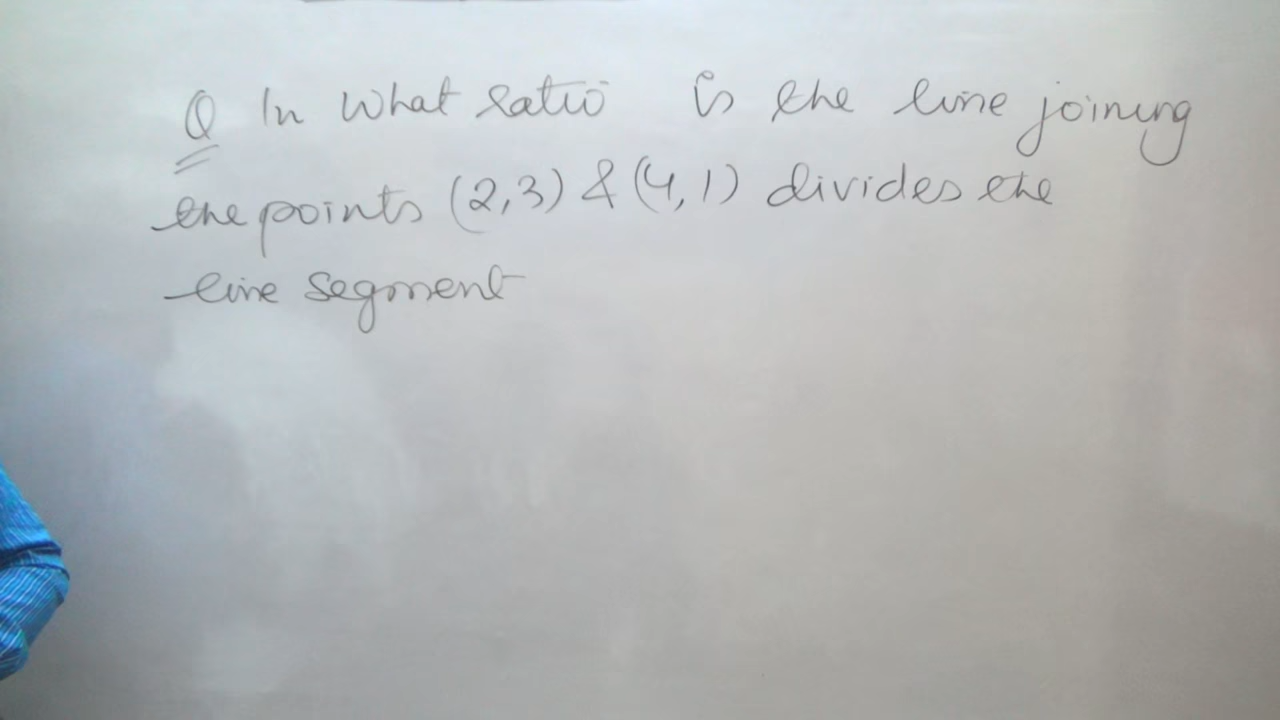 Q In what ratio is the line joining
the points (2,3) & (4,1) divides the
line segment